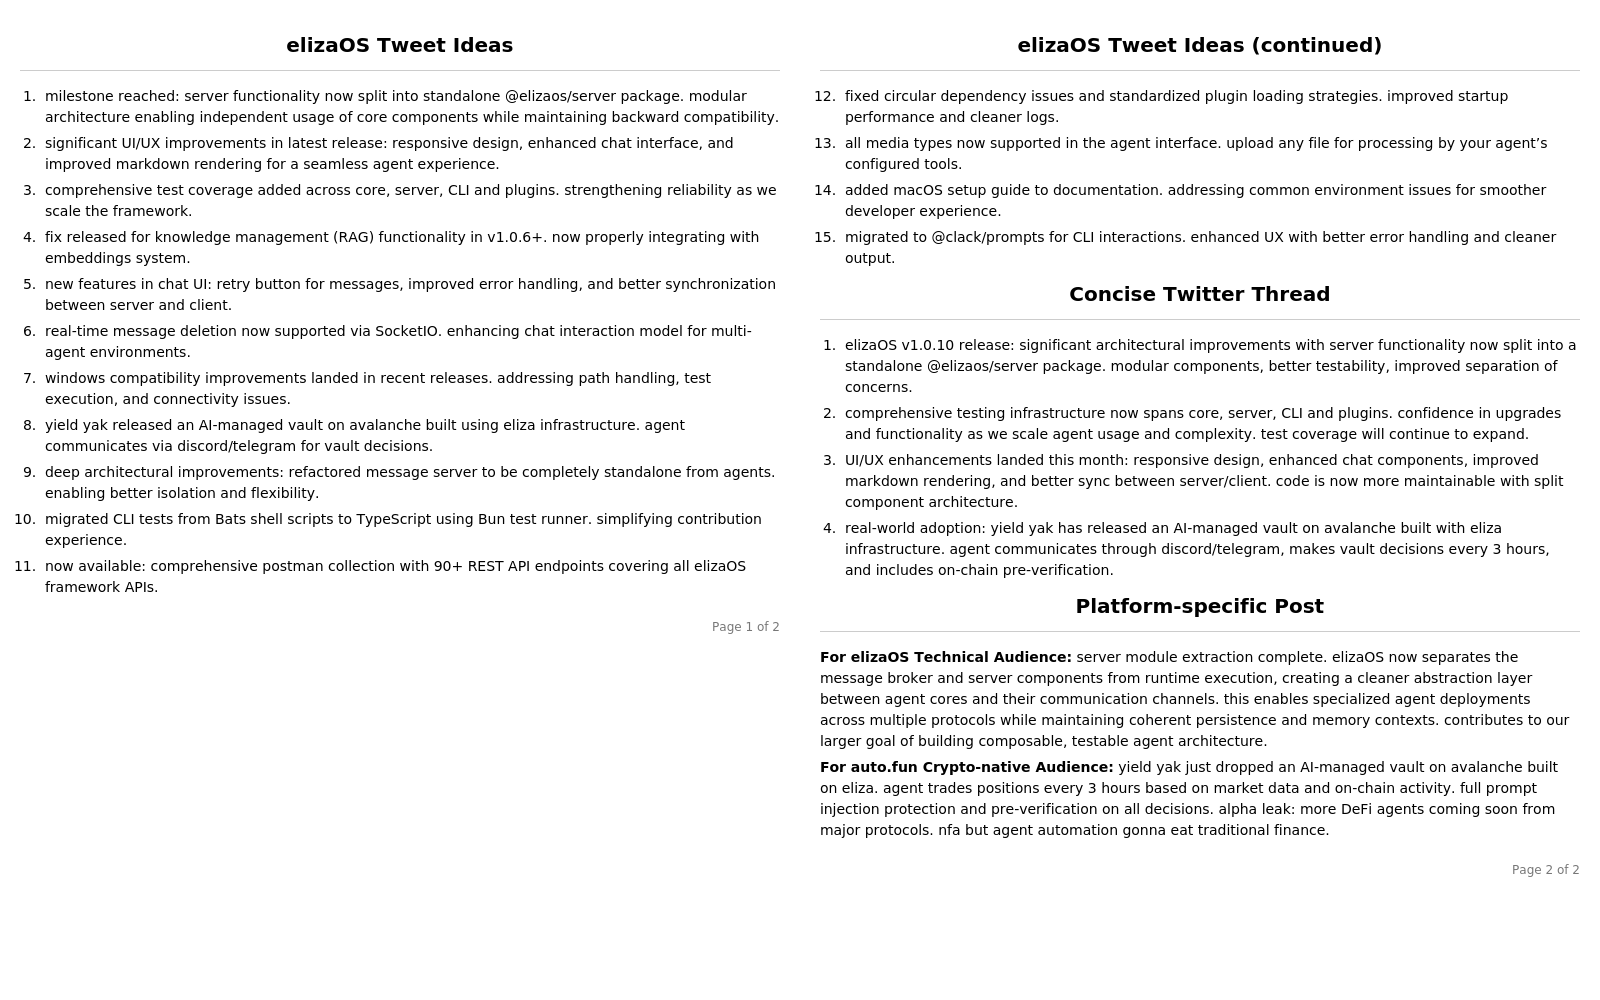 elizaOS Tweet Ideas
1. milestone reached: server functionality now split into standalone @elizaos/server package. modular
architecture enabling independent usage of core components while maintaining backward compatibility.
2. significant UI/UX improvements in latest release: responsive design, enhanced chat interface, and
improved markdown rendering for a seamless agent experience.
3. comprehensive test coverage added across core, server, CLI and plugins. strengthening reliability as we
scale the framework.
4. fix released for knowledge management (RAG) functionality in v1.0.6+. now properly integrating with
embeddings system.
5. new features in chat UI: retry button for messages, improved error handling, and better synchronization
between server and client.
6. real-time message deletion now supported via SocketIO. enhancing chat interaction model for multi-
agent environments.
7. windows compatibility improvements landed in recent releases. addressing path handling, test
execution, and connectivity issues.
8. yield yak released an AI-managed vault on avalanche built using eliza infrastructure. agent
communicates via discord/telegram for vault decisions.
9. deep architectural improvements: refactored message server to be completely standalone from agents.
enabling better isolation and flexibility.
10. migrated CLI tests from Bats shell scripts to TypeScript using Bun test runner. simplifying contribution
experience.
11. now available: comprehensive postman collection with 90+ REST API endpoints covering all elizaOS
framework APIs.
Page 1 of 2
elizaOS Tweet Ideas (continued)
12. fixed circular dependency issues and standardized plugin loading strategies. improved startup
performance and cleaner logs.
13. all media types now supported in the agent interface. upload any file for processing by your agent’s
configured tools.
14. added macOS setup guide to documentation. addressing common environment issues for smoother
developer experience.
15. migrated to @clack/prompts for CLI interactions. enhanced UX with better error handling and cleaner
output.
Concise Twitter Thread
1. elizaOS v1.0.10 release: significant architectural improvements with server functionality now split into a
standalone @elizaos/server package. modular components, better testability, improved separation of
concerns.
2. comprehensive testing infrastructure now spans core, server, CLI and plugins. confidence in upgrades
and functionality as we scale agent usage and complexity. test coverage will continue to expand.
3. UI/UX enhancements landed this month: responsive design, enhanced chat components, improved
markdown rendering, and better sync between server/client. code is now more maintainable with split
component architecture.
4. real-world adoption: yield yak has released an AI-managed vault on avalanche built with eliza
infrastructure. agent communicates through discord/telegram, makes vault decisions every 3 hours,
and includes on-chain pre-verification.
Platform-specific Post
For elizaOS Technical Audience: server module extraction complete. elizaOS now separates the
message broker and server components from runtime execution, creating a cleaner abstraction layer
between agent cores and their communication channels. this enables specialized agent deployments
across multiple protocols while maintaining coherent persistence and memory contexts. contributes to our
larger goal of building composable, testable agent architecture.
For auto.fun Crypto-native Audience: yield yak just dropped an AI-managed vault on avalanche built
on eliza. agent trades positions every 3 hours based on market data and on-chain activity. full prompt
injection protection and pre-verification on all decisions. alpha leak: more DeFi agents coming soon from
major protocols. nfa but agent automation gonna eat traditional finance.
Page 2 of 2